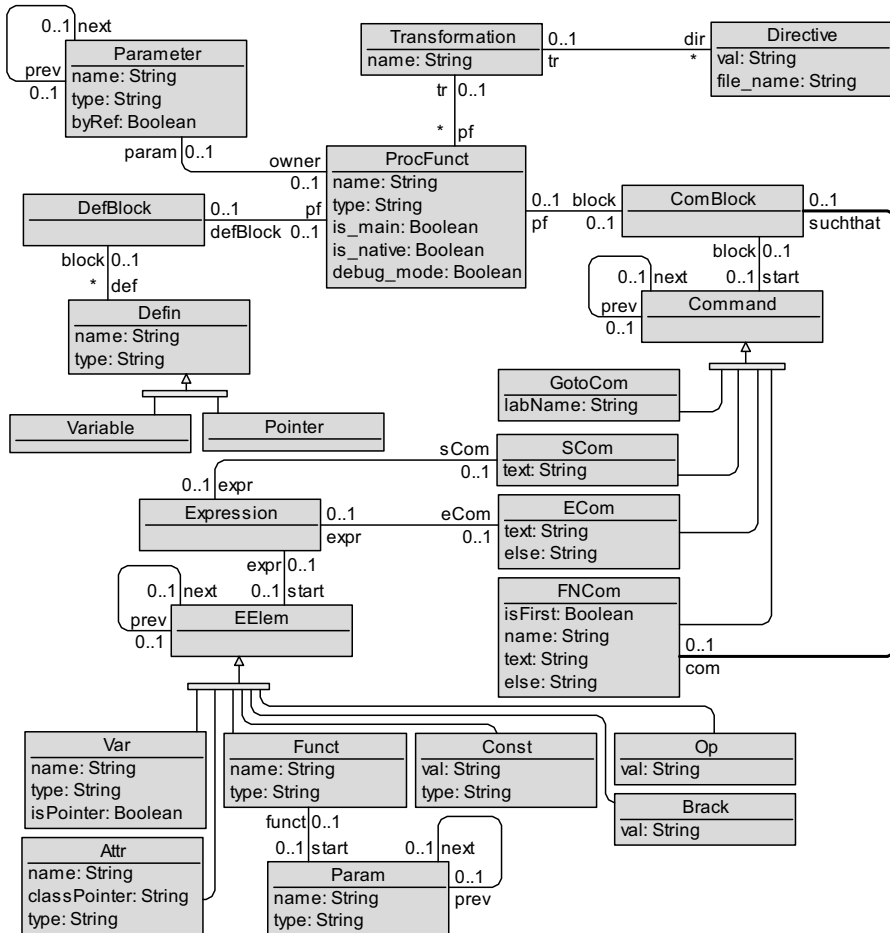 0..1 next
prev
0..1
Parameter
name: String
type: String
byRef: Boolean
param 0..1
owner
0..1
Transformation
name: String
0..1
tr
dir
*
Directive
val: String
file_name: String
tr 0..1
* pf
ProcFunct
name: String
type: String
is_main: Boolean
is_native: Boolean
debug_mode: Boolean
DefBlock
0..1
defBlock
pf
0..1
0..1
pf
block
0..1
ComBlock
0..1
suchthat
block 0..1
* def
Defin
name: String
type: String
Variable
Pointer
block 0..1
0..1 start
0..1 next
prev
0..1
Command
GotoCom
labName: String
sCom
0..1
SCom
text: String
0..1 expr
Expression
0..1
expr
eCom
0..1
ECom
text: String
else: String
expr 0..1
0..1 start
0..1 next
prev
0..1
EElem
FNCom
isFirst: Boolean
name: String
text: String
else: String
0..1
com
Var
name: String
type: String
isPointer: Boolean
Funct
name: String
type: String
Const
val: String
type: String
Op
val: String
Brack
val: String
Attr
name: String
classPointer: String
type: String
funct 0..1
0..1 start
0..1 next
0..1
prev
Param
name: String
type: String